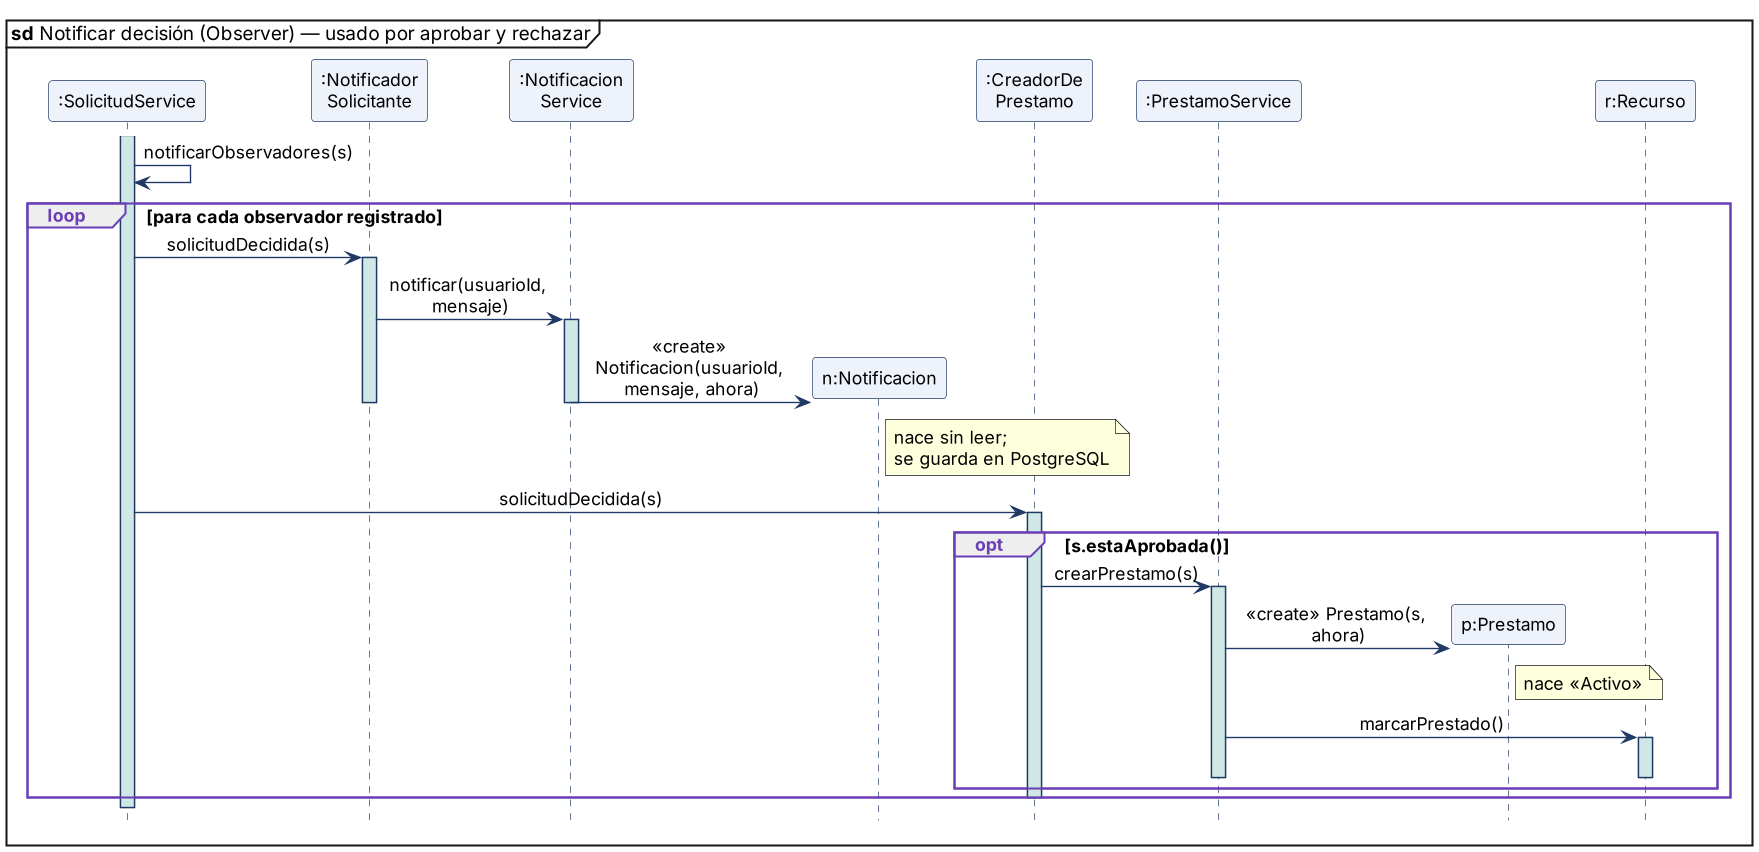 sd Notificar decisión (Observer) — usado por aprobar y rechazar
:SolicitudService
:Notificador
Solicitante
:Notificacion
Service
:CreadorDe
Prestamo
:PrestamoService
r:Recurso
notificarObservadores(s)
loop
[para cada observador registrado]
solicitudDecidida(s)
notificar(usuarioId,
mensaje)
«create»
Notificacion(usuarioId,
mensaje, ahora)
n:Notificacion
nace sin leer;
se guarda en PostgreSQL
solicitudDecidida(s)
opt
[s.estaAprobada()]
crearPrestamo(s)
«create» Prestamo(s,
ahora)
p:Prestamo
nace «Activo»
marcarPrestado()